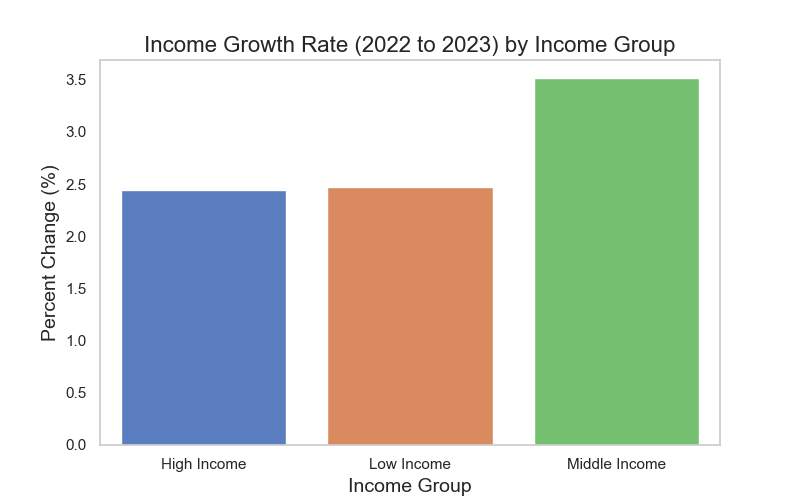 Income Growth Rate (2022 to 2023) by Income Group
Percent Change (%)
3.5
3.0
2.5
2.0
1.5
1.0
0.5
0.0
High Income
Low Income
Middle Income
Income Group